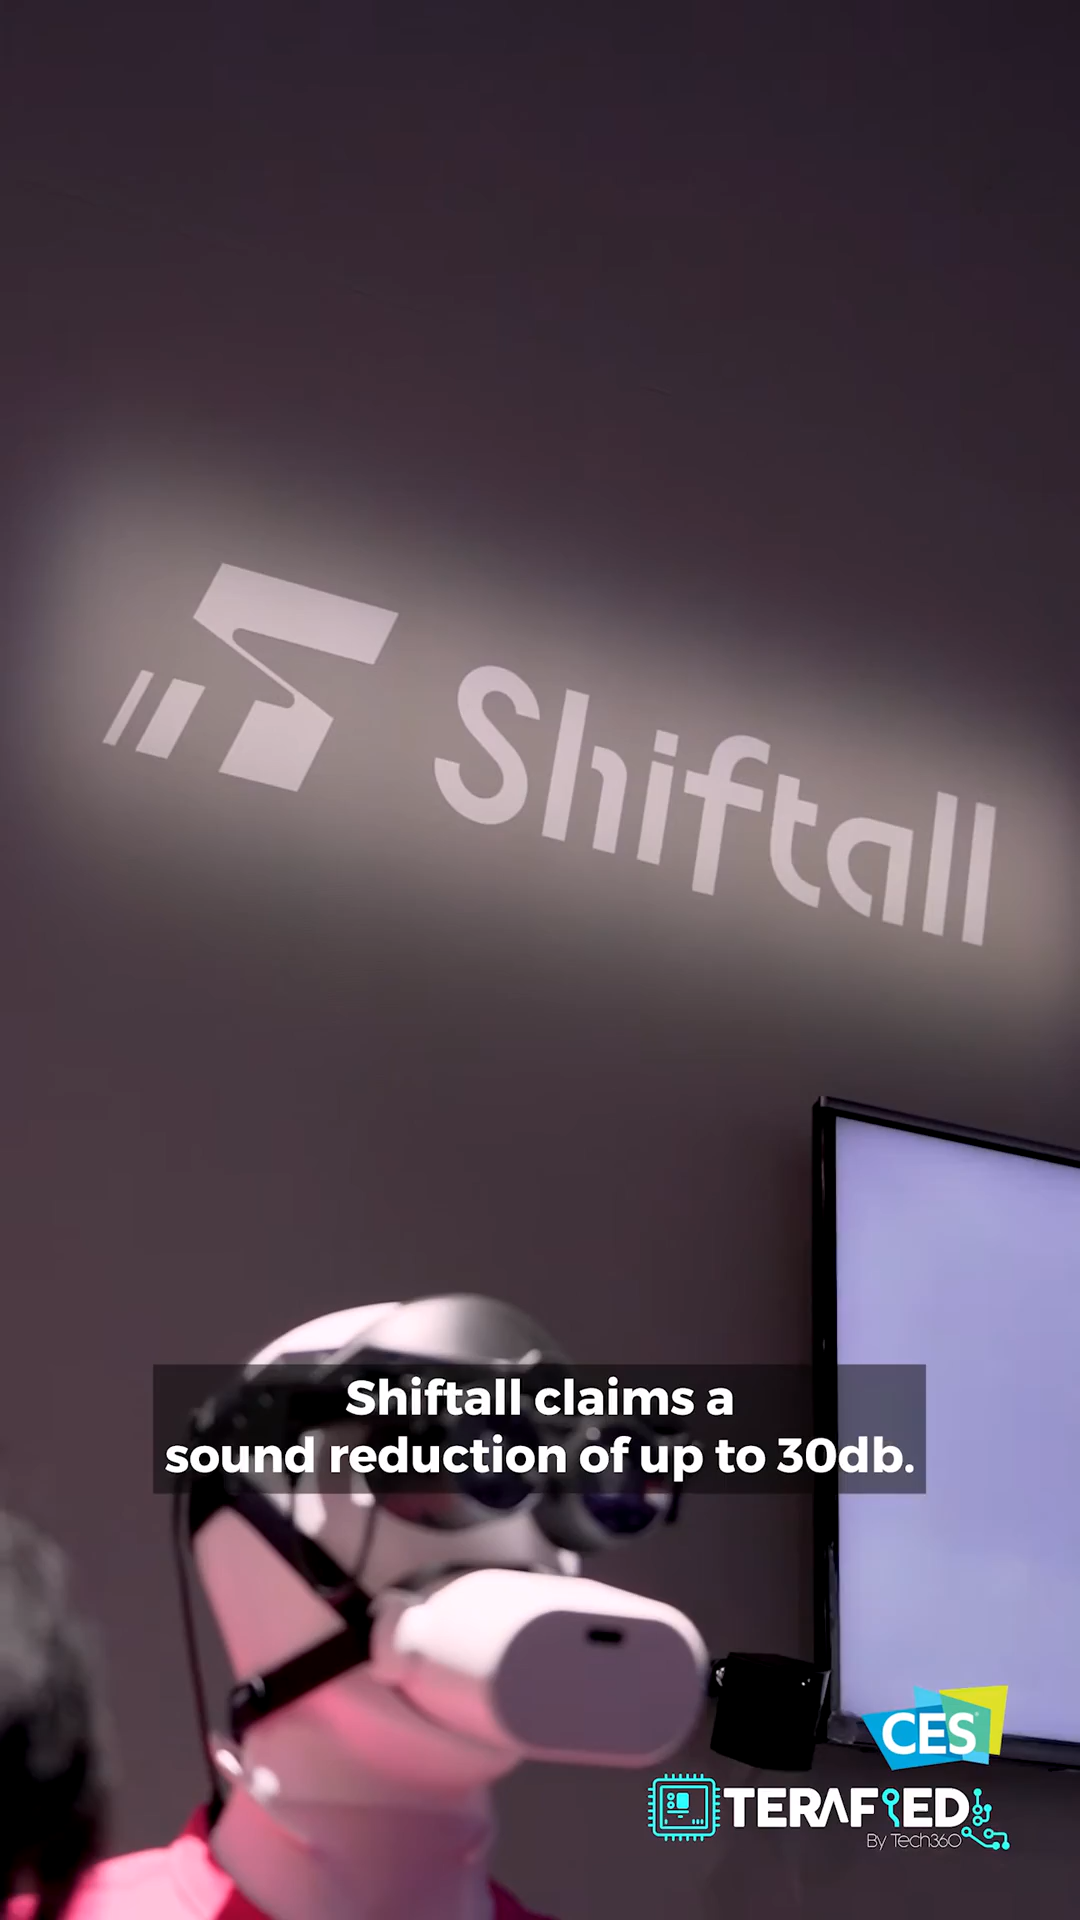 Shiftall
Shiftall claims a
sound reduction of up to 30db.
CES
TERAFIED
By Tech360